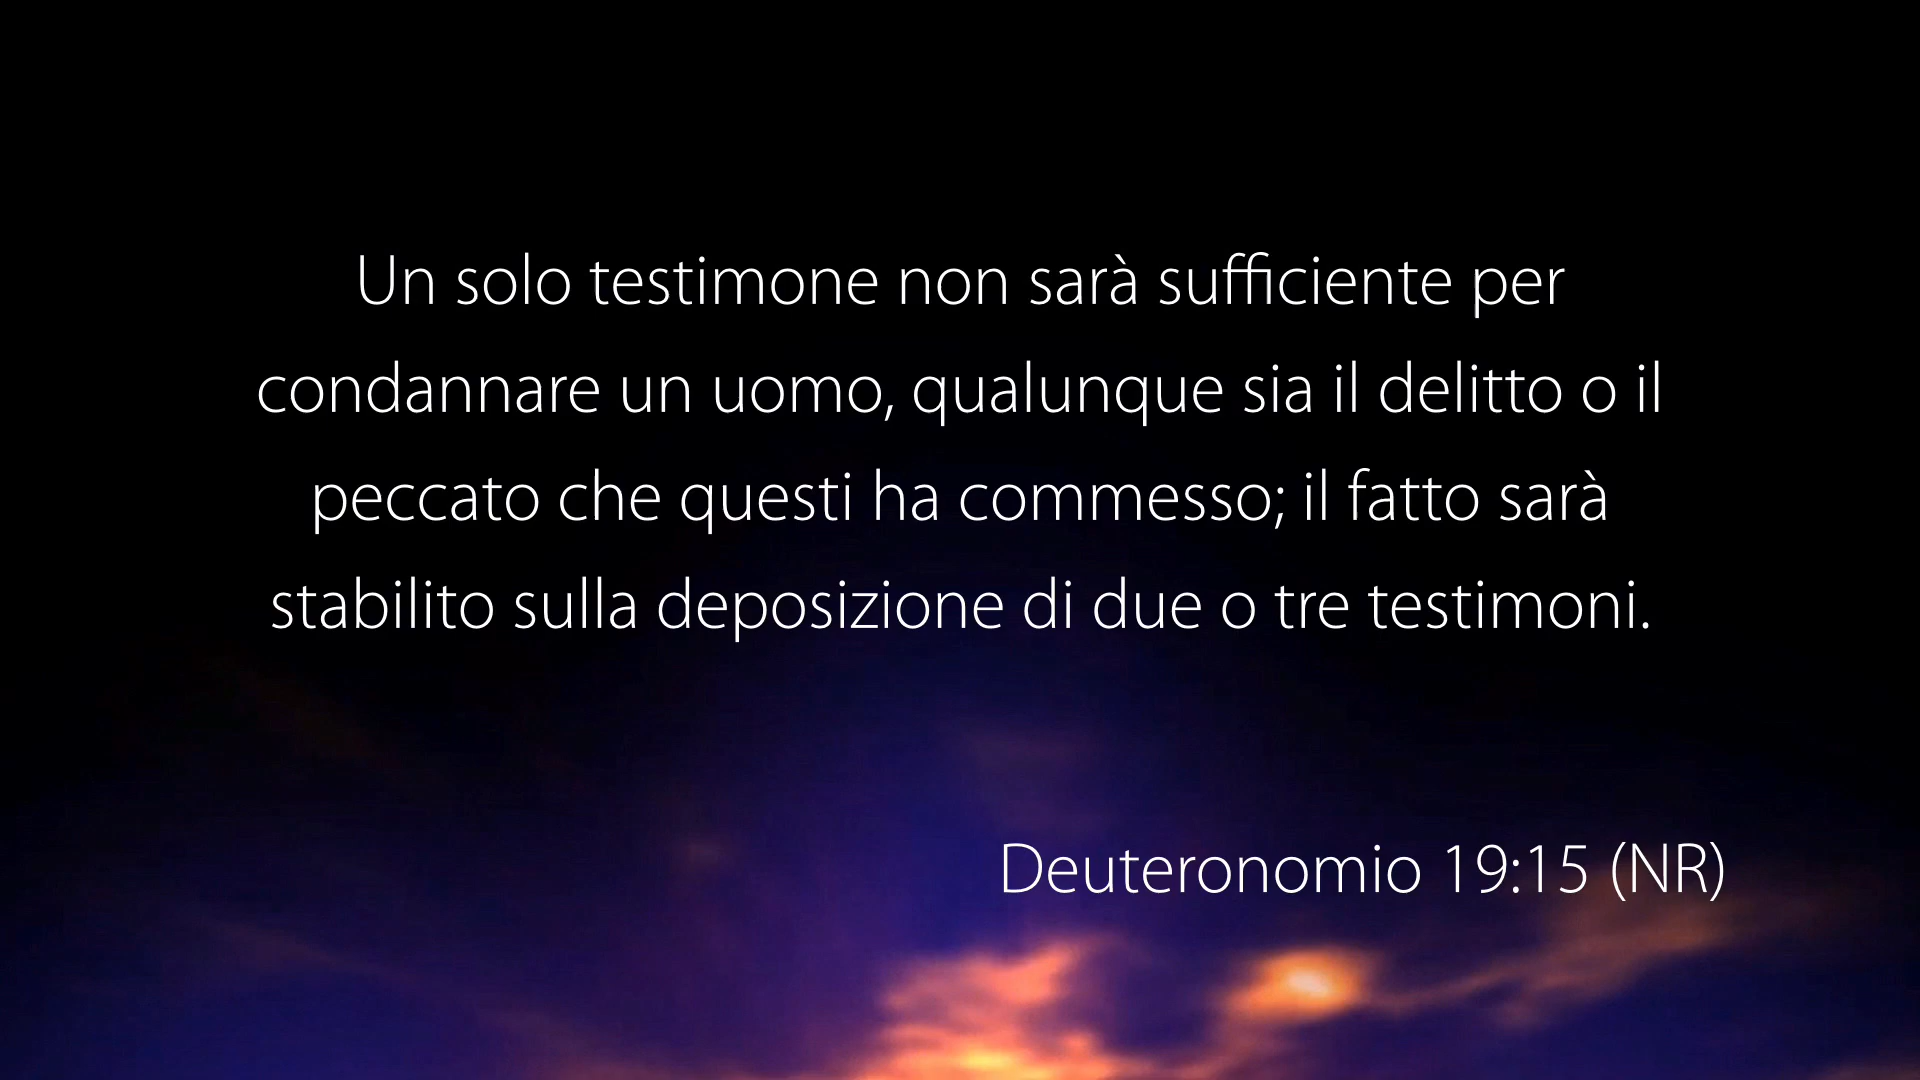 Un solo testimone non sarà sufficiente per
condannare un uomo, qualunque sia il delitto o il
peccato che questi ha commesso; il fatto sarà
stabilito sulla deposizione di due o tre testimoni.
Deuteronomio 19:15 (NR)